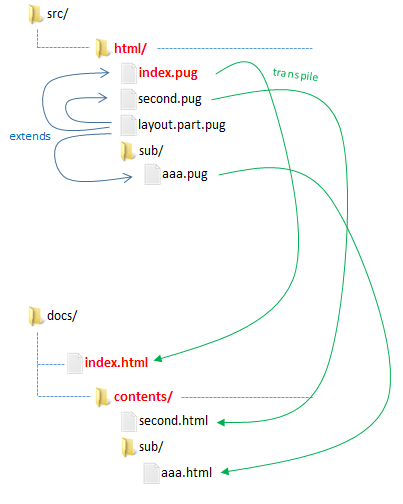 src/
html/
index.pug
transpile
second.pug
layout.part.pug
extends
sub/
aaa.pug
docs/
index.html
contents/
second.html
sub/
aaa.html